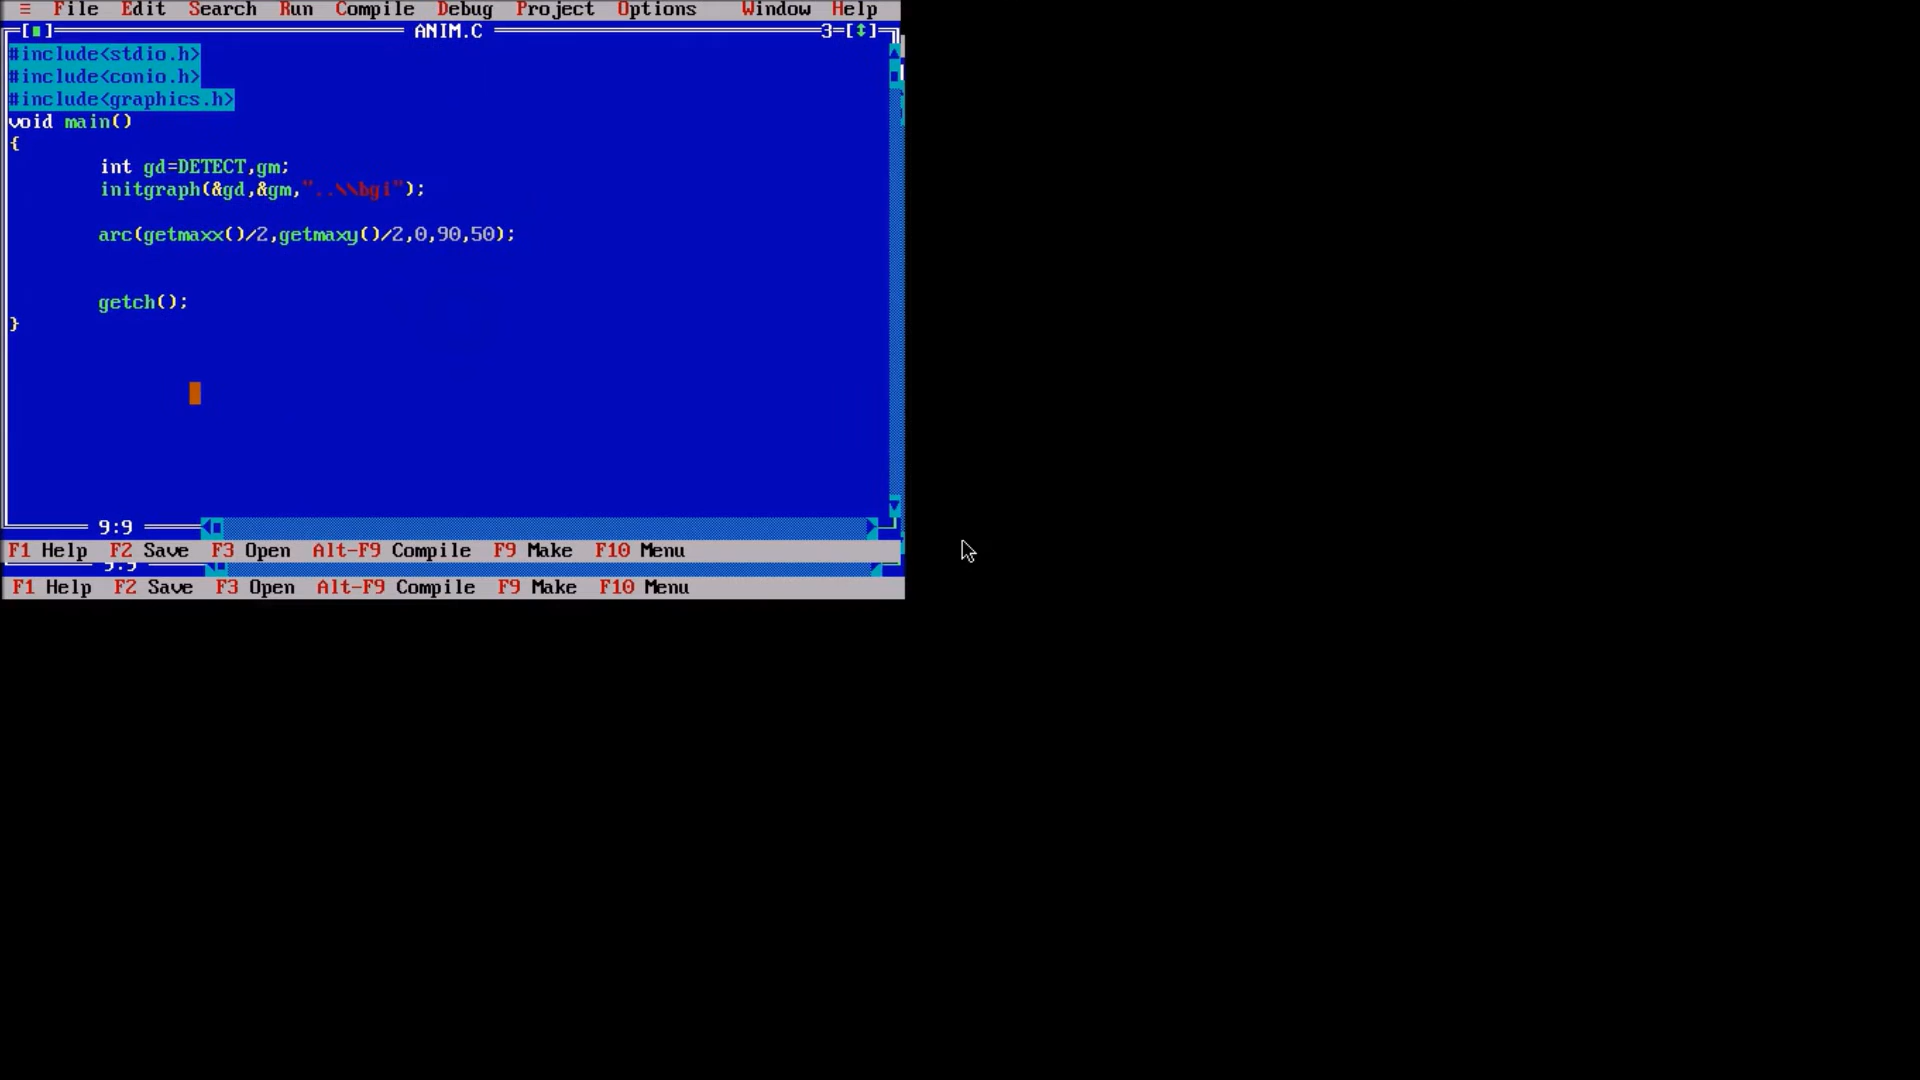 ≡ File Edit Search Run Compile Debug Project Options Window Help
[■] ANIM.C 3=[↕]
#include<stdio.h>
#include<conio.h>
#include<graphics.h>
void main()
{
int gd=DETECT,gm;
initgraph(&gd,&gm,"..\\bgi");
arc(getmaxx()/2,getmaxy()/2,0,90,50);
getch();
}
9:9
F1 Help F2 Save F3 Open Alt-F9 Compile F9 Make F10 Menu
F1 Help F2 Save F3 Open Alt-F9 Compile F9 Make F10 Menu